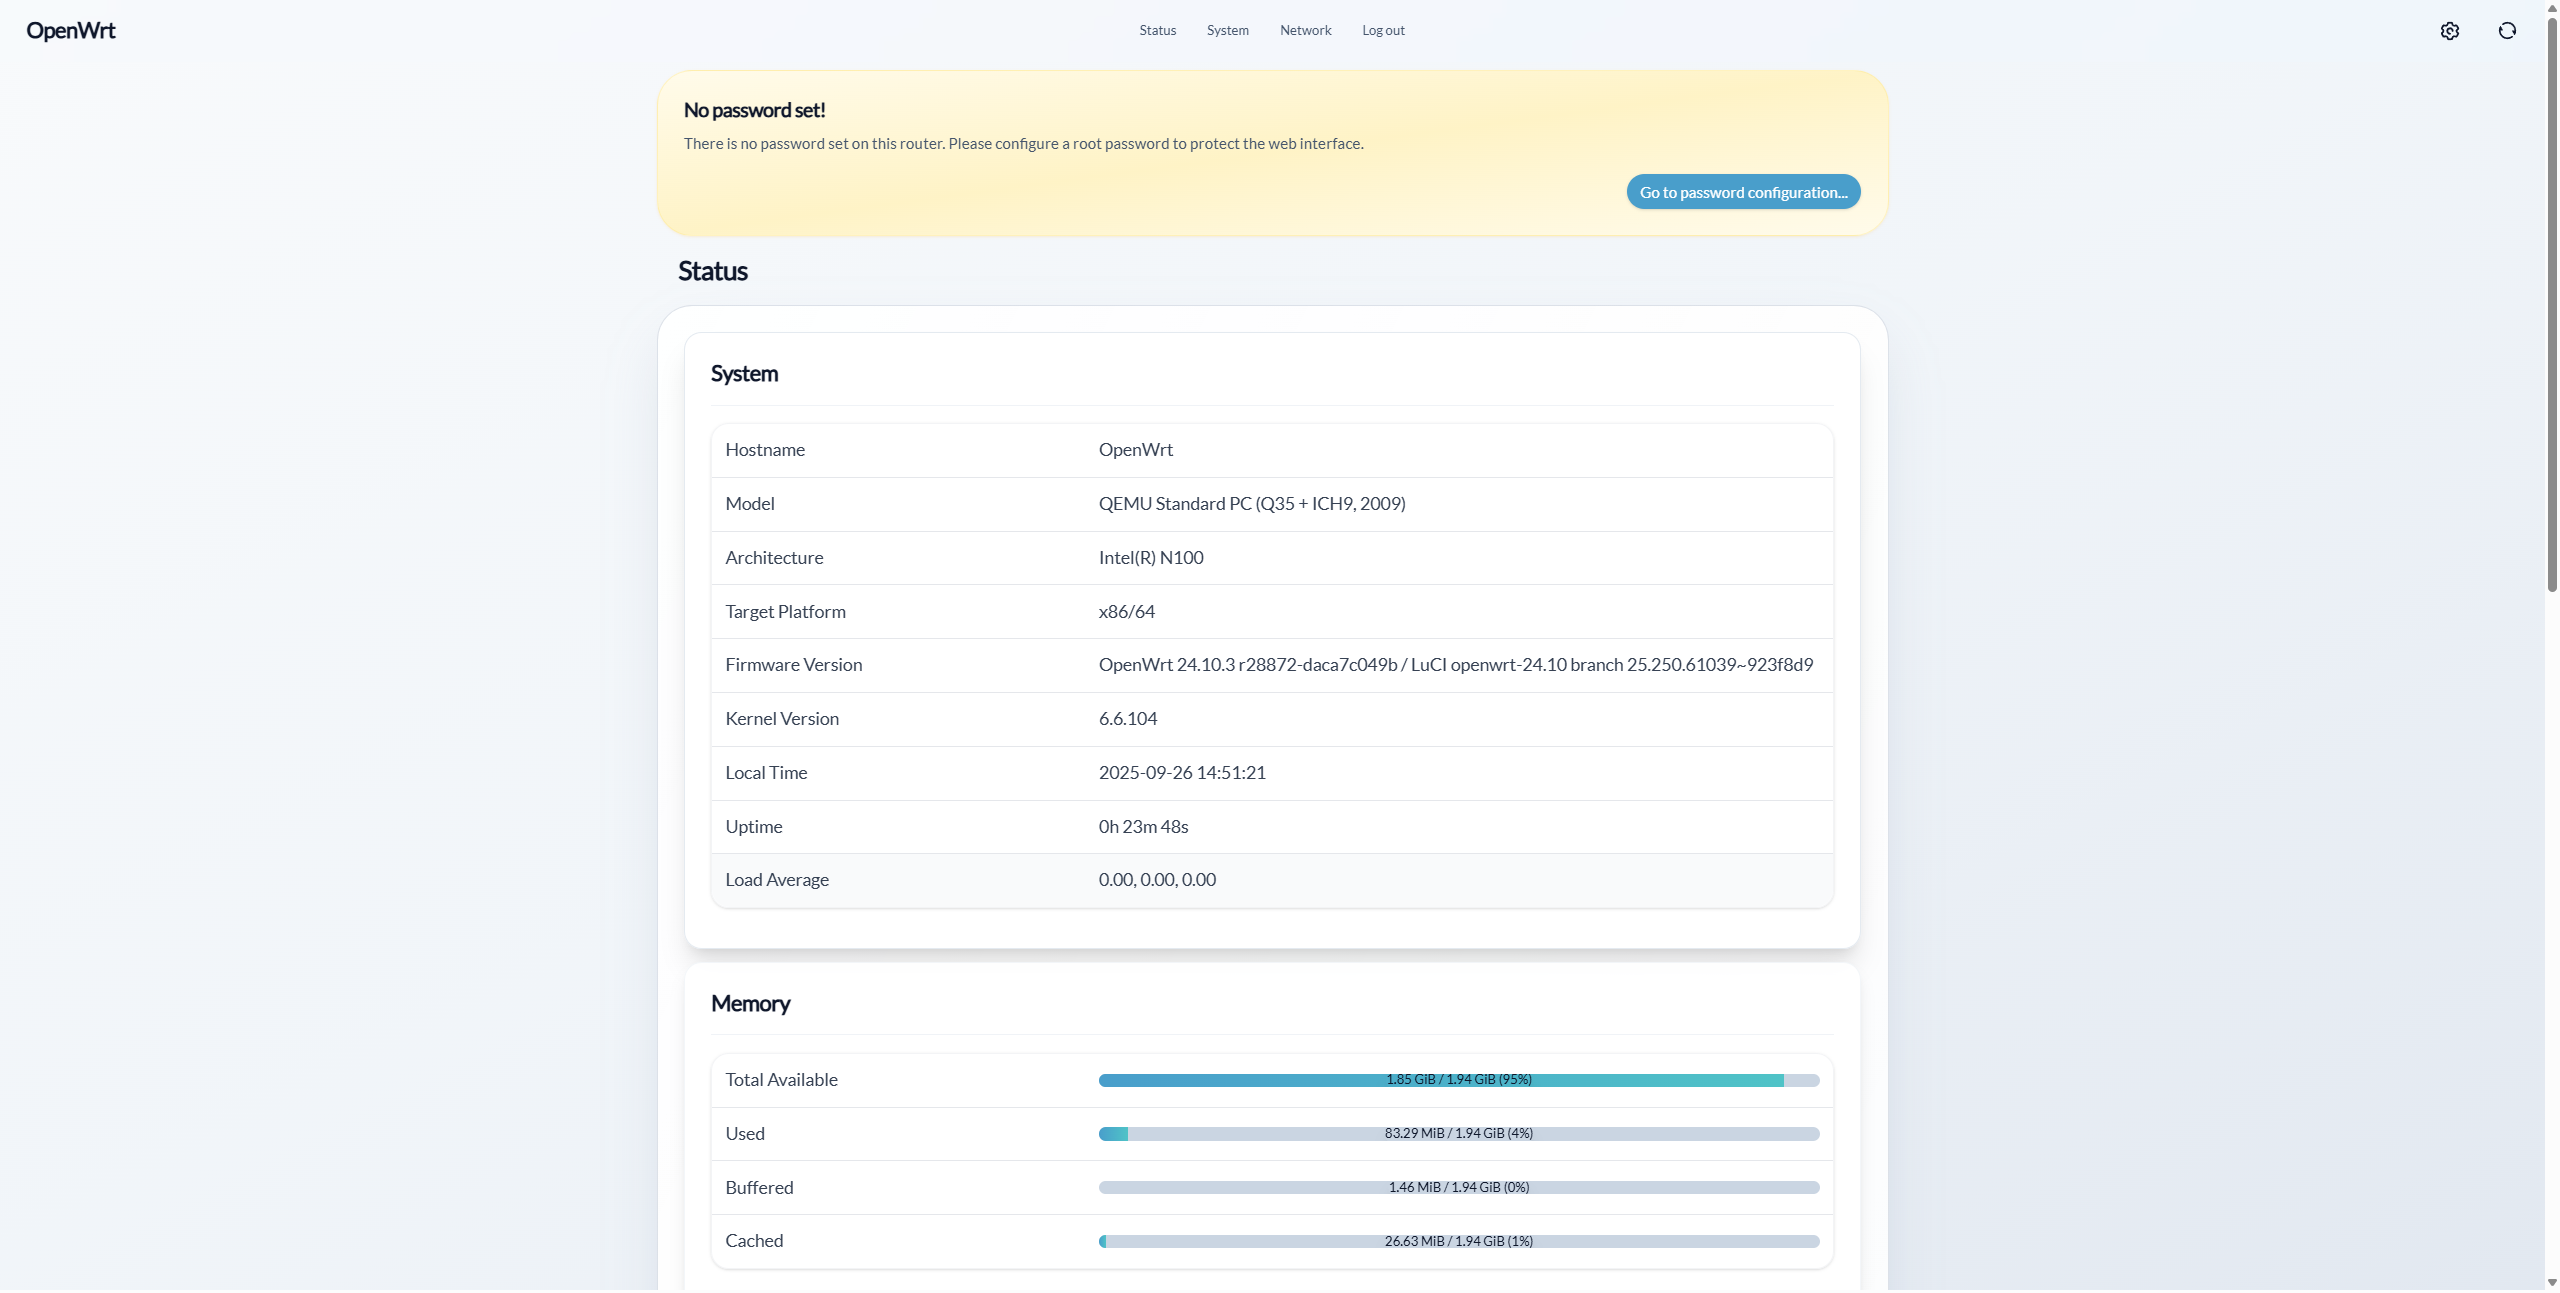 OpenWrt
Status System Network Log out
No password set!
There is no password set on this router. Please configure a root password to protect the web interface.
Go to password configuration...
Status
System
Hostname OpenWrt
Model QEMU Standard PC (Q35 + ICH9, 2009)
Architecture Intel(R) N100
Target Platform x86/64
Firmware Version OpenWrt 24.10.3 r28872-daca7c049b / LuCI openwrt-24.10 branch 25.250.61039~923f8d9
Kernel Version 6.6.104
Local Time 2025-09-26 14:51:21
Uptime 0h 23m 48s
Load Average 0.00, 0.00, 0.00
Memory
Total Available 1.85 GiB / 1.94 GiB (95%)
Used 83.29 MiB / 1.94 GiB (4%)
Buffered 1.46 MiB / 1.94 GiB (0%)
Cached 26.63 MiB / 1.94 GiB (1%)